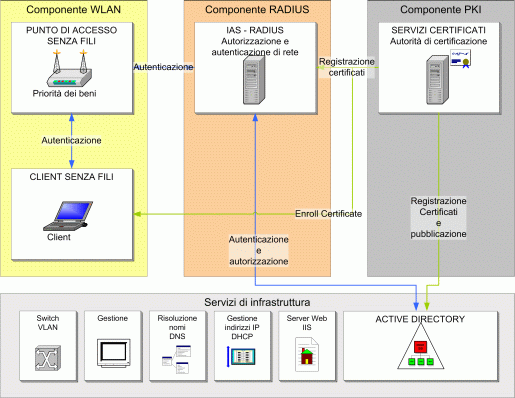 Componente WLAN
Componente RADIUS
Componente PKI
PUNTO DI ACCESSO
SENZA FILI
Priorità dei beni
Autenticazione
IAS - RADIUS
Autorizzazione e
autenticazione di rete
Registrazione
certificati
SERVIZI CERTIFICATI
Autorità di certificazione
Autenticazione
CLIENT SENZA FILI
Client
Enroll Certificate
Registrazione
Certificati
e
pubblicazione
Autenticazione
e
autorizzazione
Servizi di infrastruttura
Switch
VLAN
Gestione
Risoluzione
nomi
DNS
Gestione
indirizzi IP
DHCP
Server Web
IIS
ACTIVE DIRECTORY